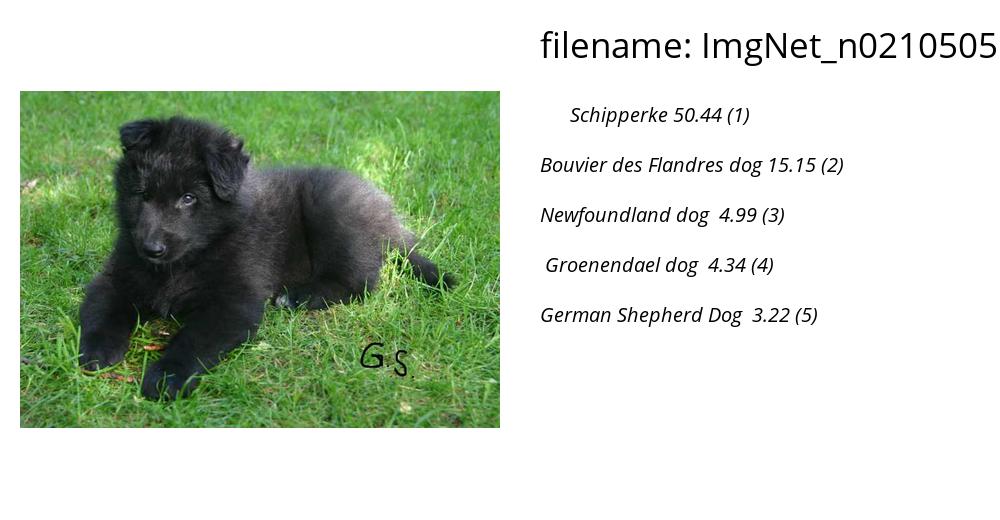 filename: ImgNet_n0210505
Schipperke 50.44 (1)
Bouvier des Flandres dog 15.15 (2)
Newfoundland dog 4.99 (3)
Groenendael dog 4.34 (4)
German Shepherd Dog 3.22 (5)
G.S.